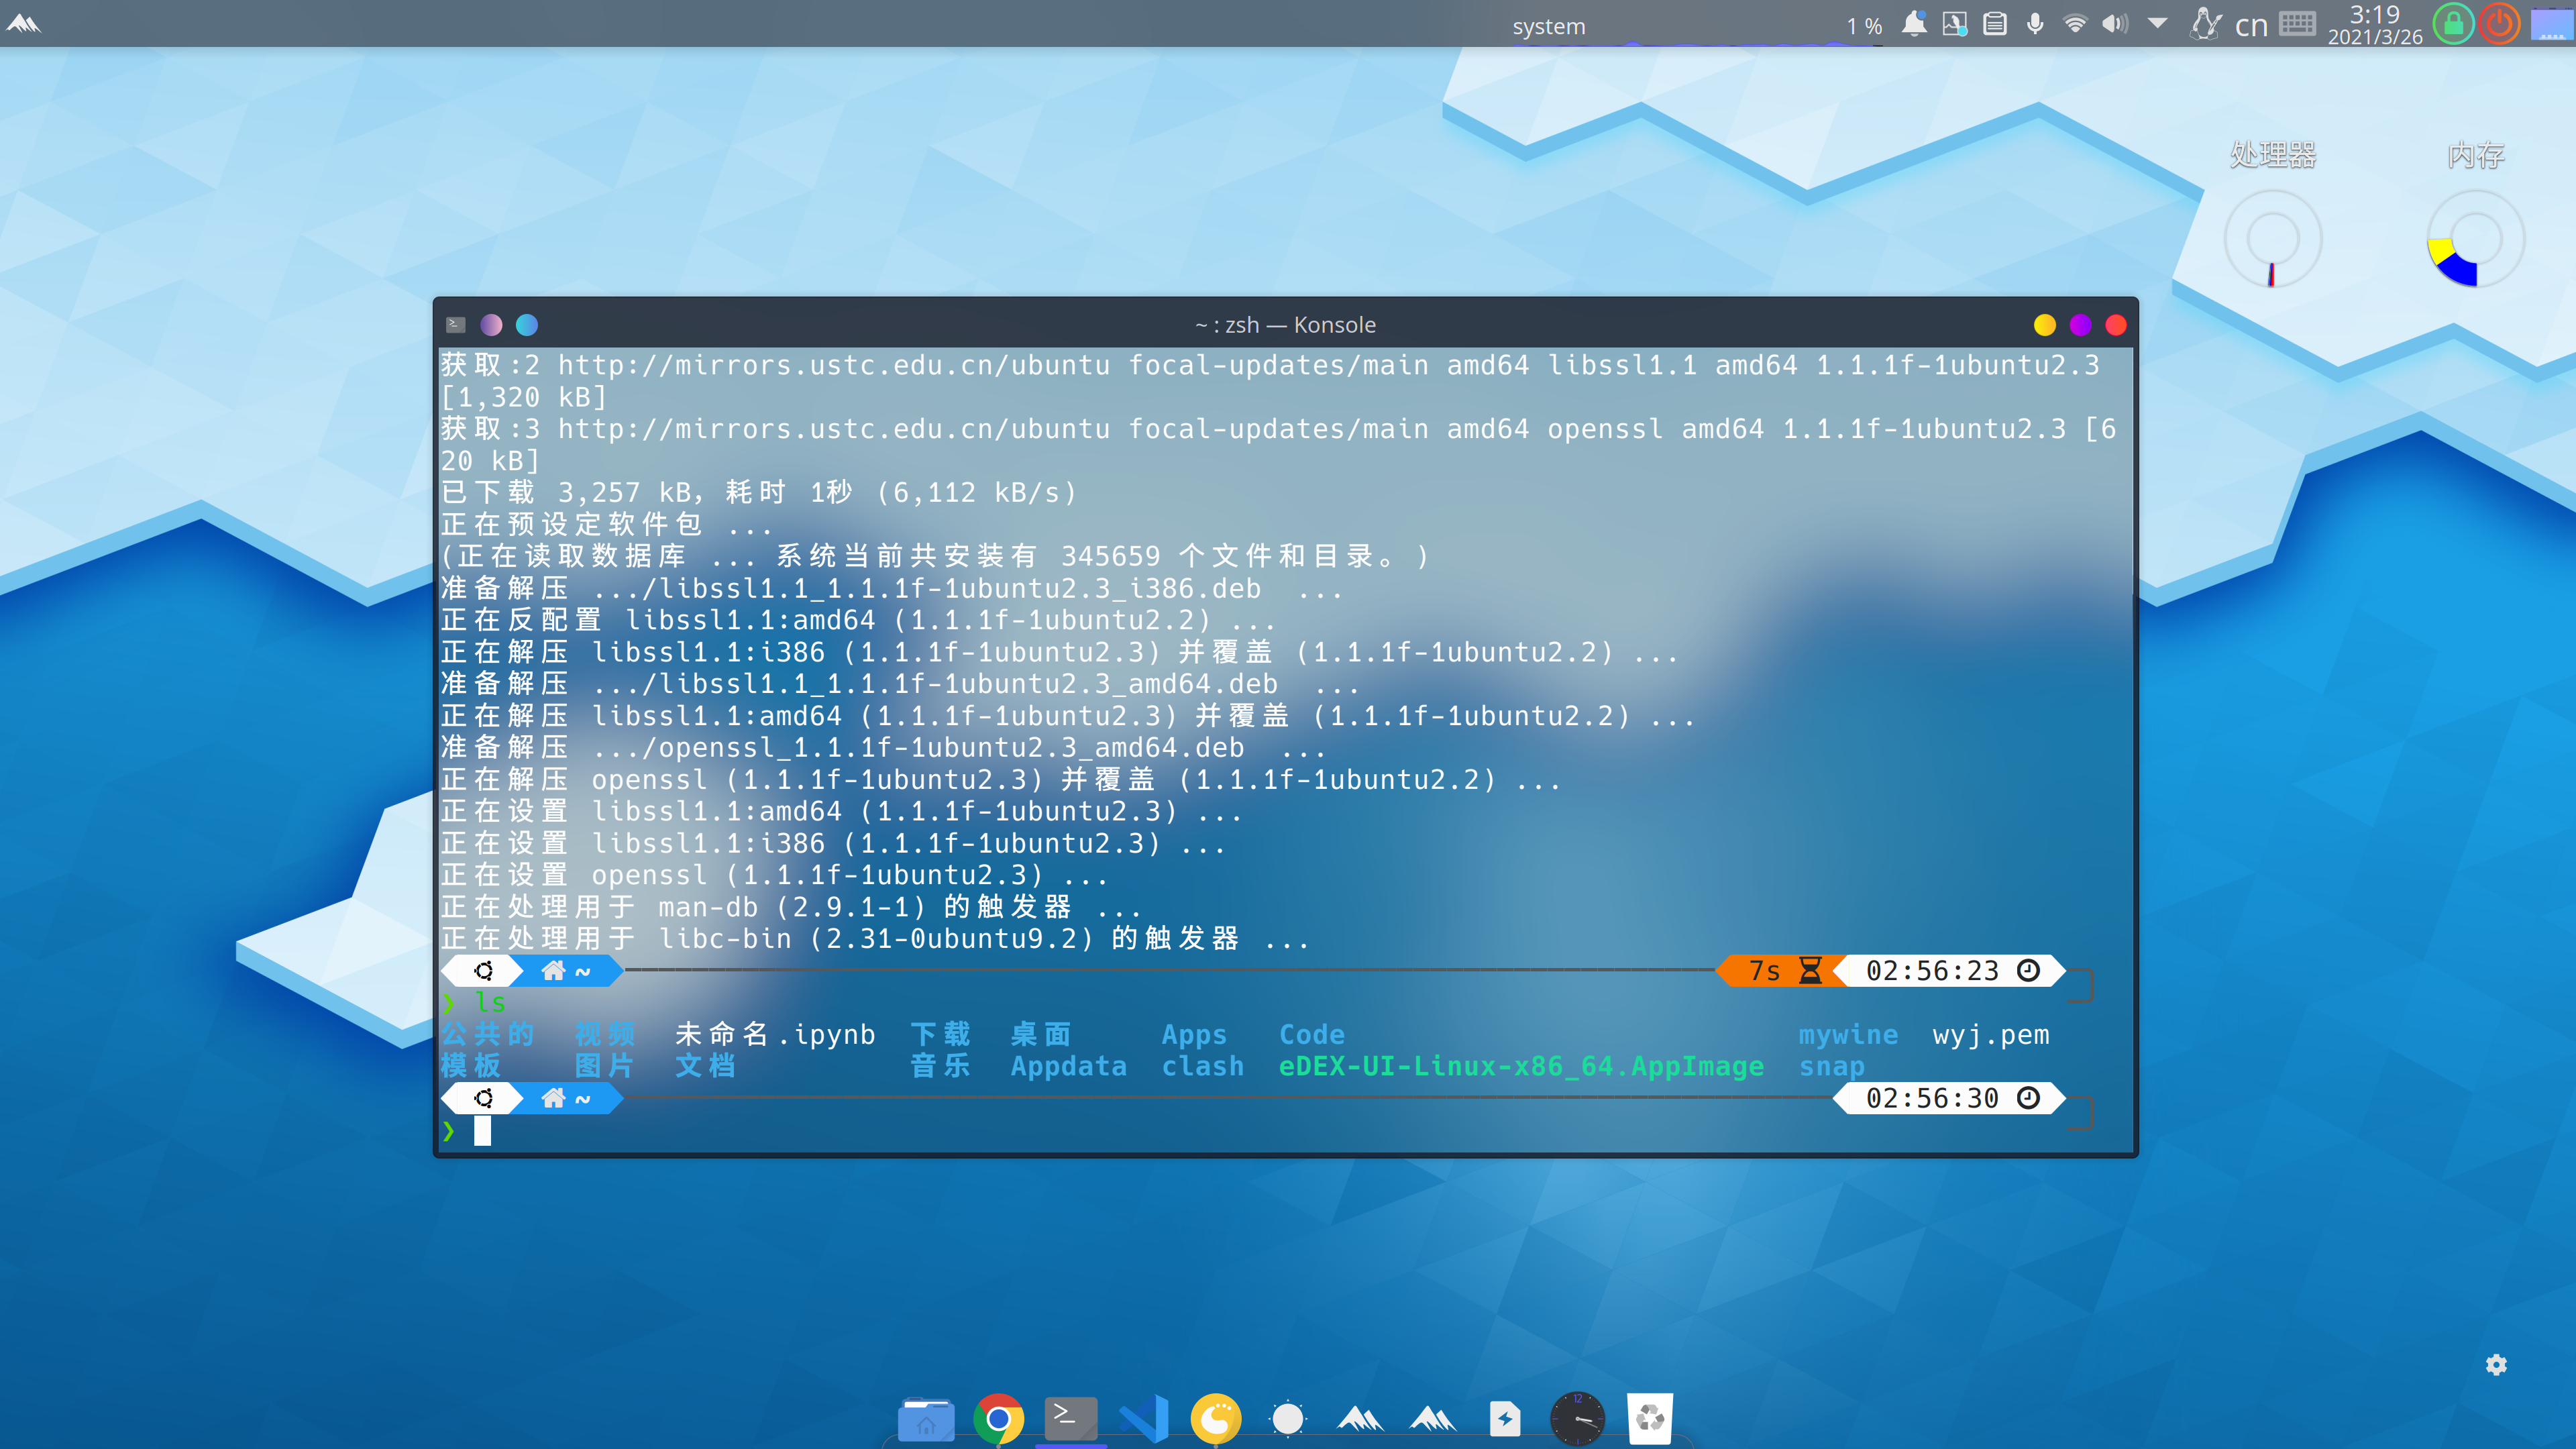 system
1 %
cn
3:19
2021/3/26
处理器
内存
~ : zsh — Konsole
获取:2 http://mirrors.ustc.edu.cn/ubuntu focal-updates/main amd64 libssl1.1 amd64 1.1.1f-1ubuntu2.3
[1,320 kB]
获取:3 http://mirrors.ustc.edu.cn/ubuntu focal-updates/main amd64 openssl amd64 1.1.1f-1ubuntu2.3 [6
20 kB]
已下载 3,257 kB，耗时 1秒 (6,112 kB/s)
正在预设定软件包 ...
(正在读取数据库 ... 系统当前共安装有 345659 个文件和目录。)
准备解压 .../libssl1.1_1.1.1f-1ubuntu2.3_i386.deb ...
正在反配置 libssl1.1:amd64 (1.1.1f-1ubuntu2.2) ...
正在解压 libssl1.1:i386 (1.1.1f-1ubuntu2.3) 并覆盖 (1.1.1f-1ubuntu2.2) ...
准备解压 .../libssl1.1_1.1.1f-1ubuntu2.3_amd64.deb ...
正在解压 libssl1.1:amd64 (1.1.1f-1ubuntu2.3) 并覆盖 (1.1.1f-1ubuntu2.2) ...
准备解压 .../openssl_1.1.1f-1ubuntu2.3_amd64.deb ...
正在解压 openssl (1.1.1f-1ubuntu2.3) 并覆盖 (1.1.1f-1ubuntu2.2) ...
正在设置 libssl1.1:amd64 (1.1.1f-1ubuntu2.3) ...
正在设置 libssl1.1:i386 (1.1.1f-1ubuntu2.3) ...
正在设置 openssl (1.1.1f-1ubuntu2.3) ...
正在处理用于 man-db (2.9.1-1) 的触发器 ...
正在处理用于 libc-bin (2.31-0ubuntu9.2) 的触发器 ...
~ 7s 02:56:23
❯ ls
公共的 视频 未命名.ipynb 下载 桌面 Apps Code mywine wyj.pem
模板 图片 文档 音乐 Appdata clash eDEX-UI-Linux-x86_64.AppImage snap
~ 02:56:30
❯
12